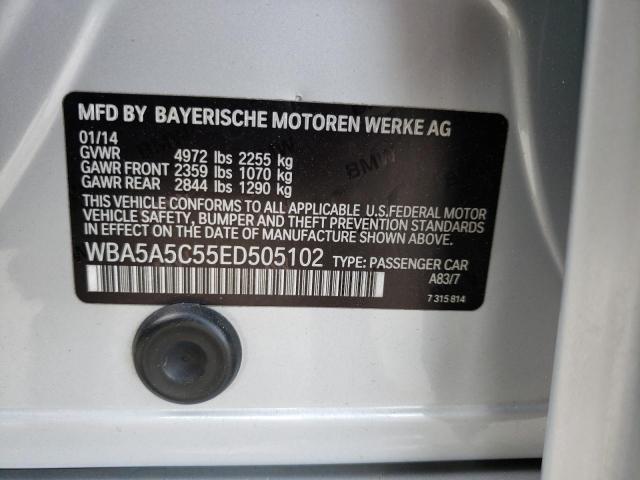 MFD BY BAYERISCHE MOTOREN WERKE AG
01/14
GVWR 4972 lbs 2255 kg
GAWR FRONT 2359 lbs 1070 kg
GAWR REAR 2844 lbs 1290 kg
THIS VEHICLE CONFORMS TO ALL APPLICABLE U.S.FEDERAL MOTOR
VEHICLE SAFETY, BUMPER AND THEFT PREVENTION STANDARDS
IN EFFECT ON THE DATE OF MANUFACTURE SHOWN ABOVE.
WBA5A5C55ED505102 TYPE: PASSENGER CAR
A83/7
7 315 814
BMW